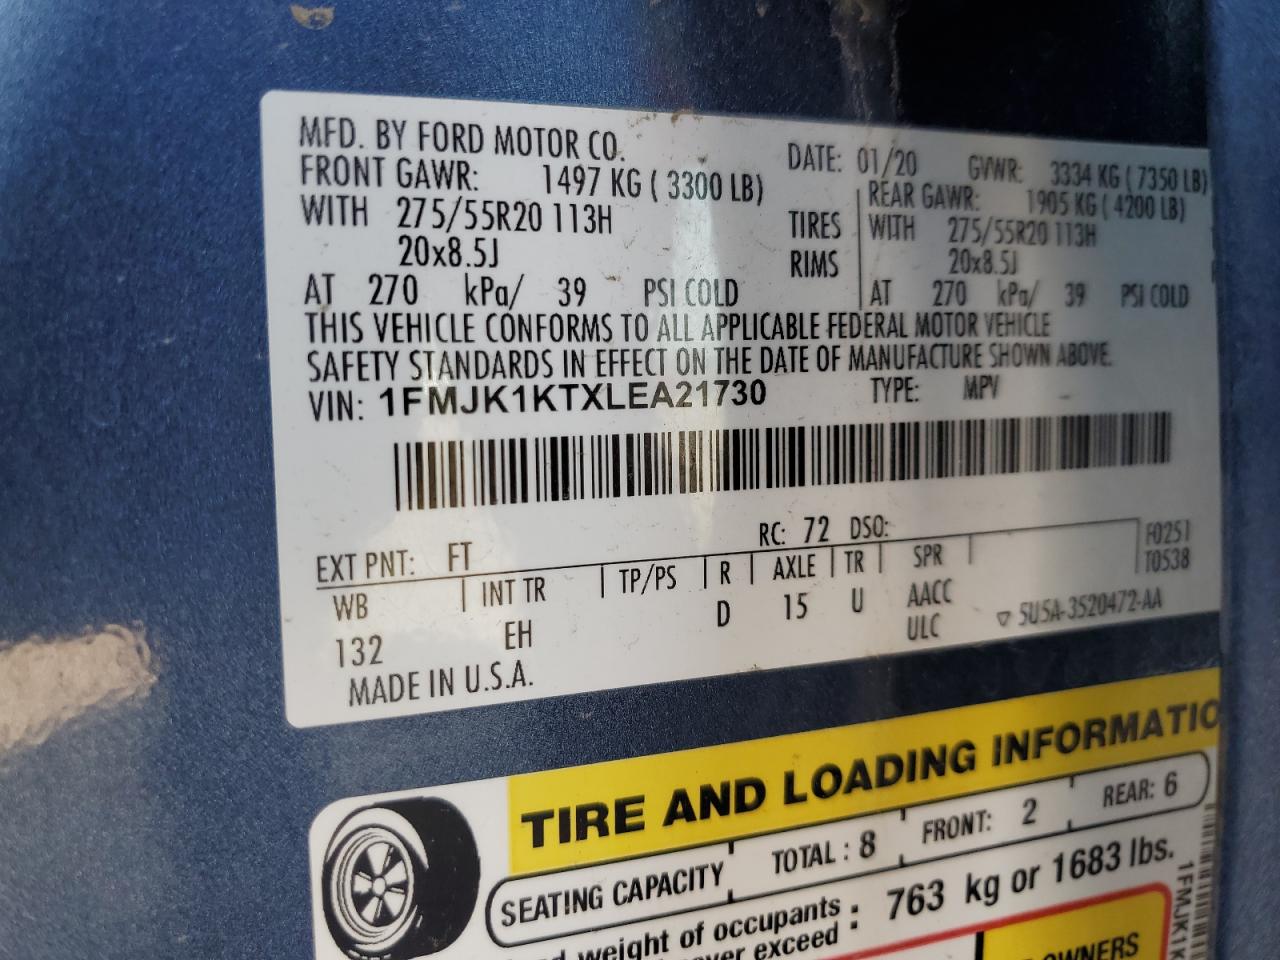 MFD. BY FORD MOTOR CO. DATE: 01/20 GVWR: 3334 KG ( 7350 LB)
FRONT GAWR: 1497 KG ( 3300 LB) REAR GAWR: 1905 KG ( 4200 LB)
WITH 275/55R20 113H TIRES WITH 275/55R20 113H
20x8.5J RIMS 20x8.5J
AT 270 kPa/ 39 PSI COLD AT 270 kPa/ 39 PSI COLD
THIS VEHICLE CONFORMS TO ALL APPLICABLE FEDERAL MOTOR VEHICLE
SAFETY STANDARDS IN EFFECT ON THE DATE OF MANUFACTURE SHOWN ABOVE.
VIN: 1FMJK1KTXLEA21730 TYPE: MPV
EXT PNT: FT RC: 72 DSO: F0251
WB INT TR TP/PS R AXLE TR SPR T0538
132 EH D 15 U AACC
ULC ▽ 5U5A-3520472-AA
MADE IN U.S.A.
TIRE AND LOADING INFORMATIO
SEATING CAPACITY TOTAL : 8 FRONT: 2 REAR: 6
weight of occupants : 763 kg or 1683 lbs.
exceed
OWNERS
1FMJK1K